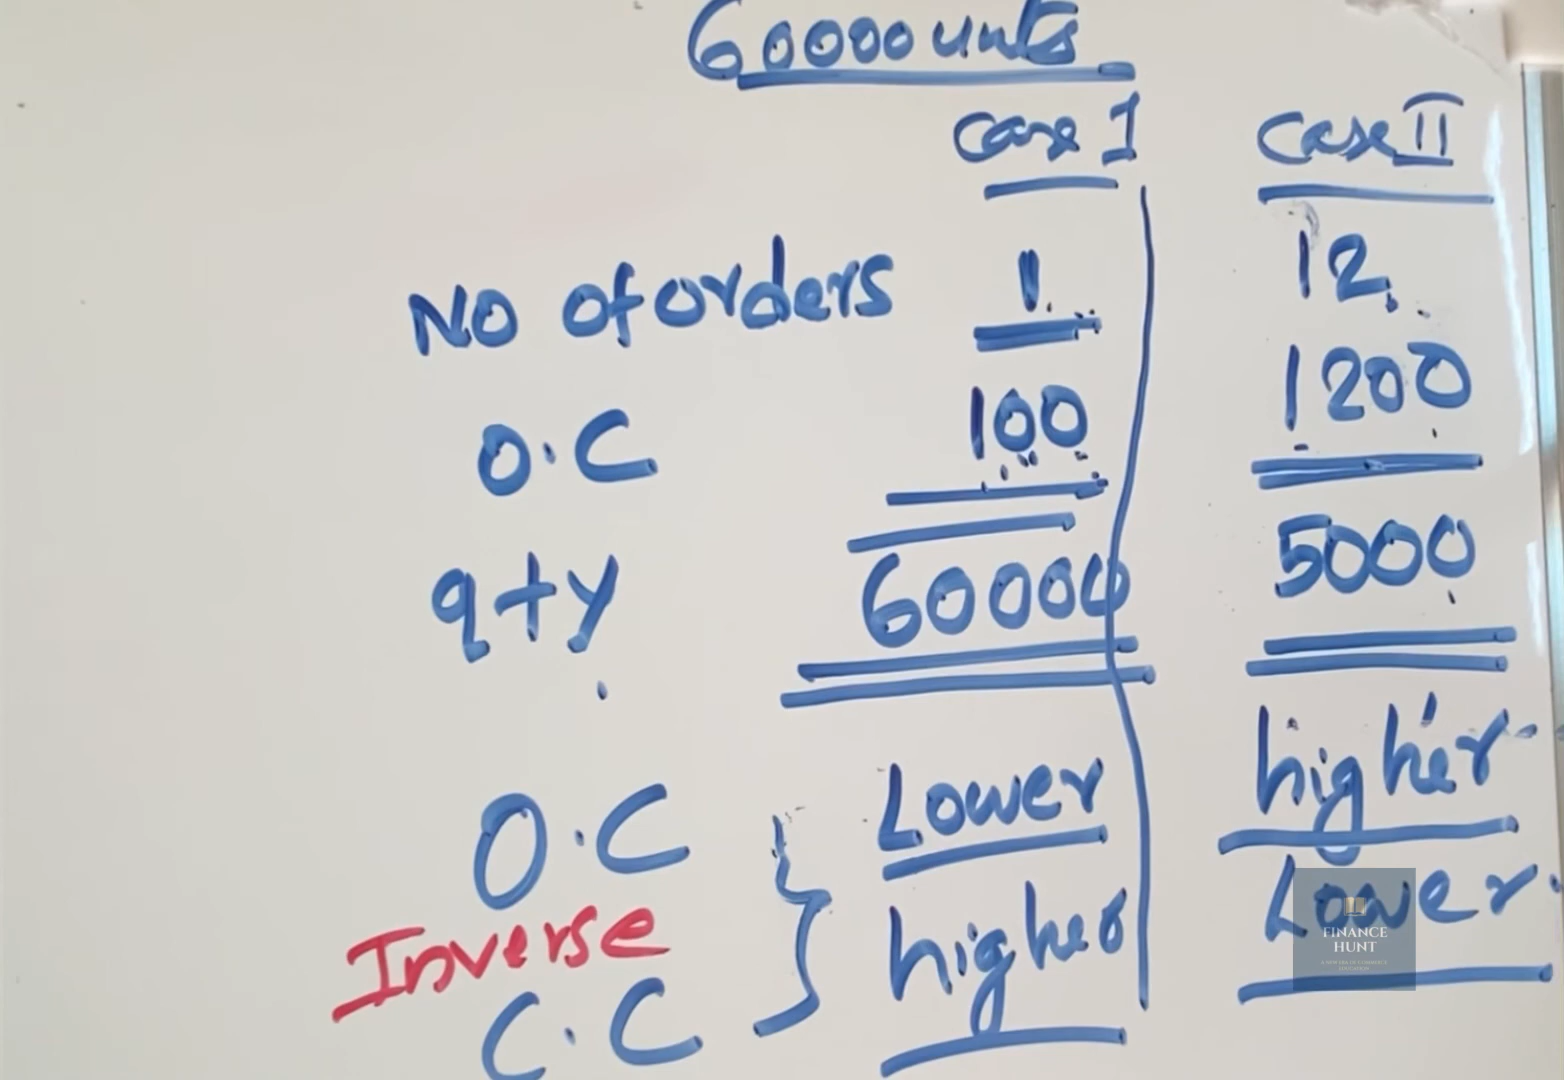 60000 units
Case I Case II
No of orders 1 12
O.C 100 1200
qty 60000 5000
O.C Lower higher
Inverse
C.C higher Lower
FINANCE
HUNT